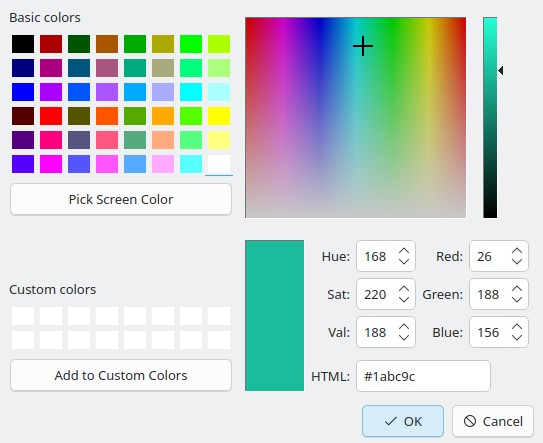 Basic colors
Pick Screen Color
Custom colors
Add to Custom Colors
Hue: 168 Red: 26
Sat: 220 Green: 188
Val: 188 Blue: 156
HTML: #1abc9c
OK Cancel